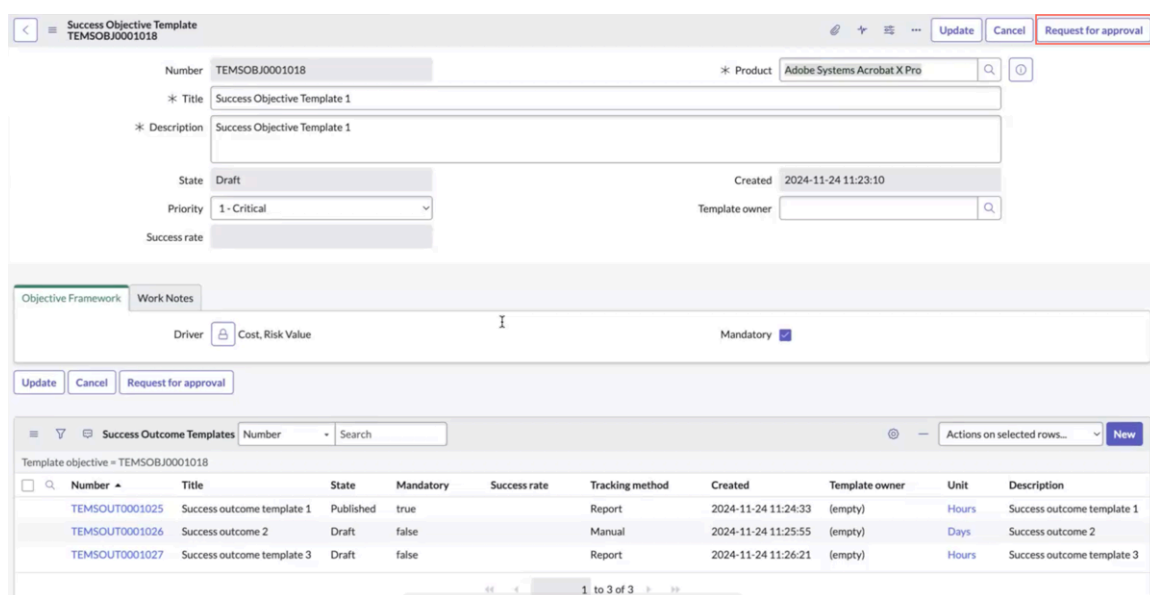 Success Objective Template
TEMSOBJ0001018
Update Cancel Request for approval
Number TEMSOBJ0001018 Product Adobe Systems Acrobat X Pro
Title Success Objective Template 1
Description Success Objective Template 1
State Draft Created 2024-11-24 11:23:10
Priority 1 - Critical Template owner
Success rate
Objective Framework Work Notes
Driver Cost, Risk Value Mandatory
Update Cancel Request for approval
Success Outcome Templates Number Search Actions on selected rows... New
Template objective = TEMSOBJ0001018
Number Title State Mandatory Success rate Tracking method Created Template owner Unit Description
TEMSOUT0001025 Success outcome template 1 Published true Report 2024-11-24 11:24:33 (empty) Hours Success outcome template 1
TEMSOUT0001026 Success outcome 2 Draft false Manual 2024-11-24 11:25:55 (empty) Days Success outcome 2
TEMSOUT0001027 Success outcome template 3 Draft false Report 2024-11-24 11:26:21 (empty) Hours Success outcome template 3
1 to 3 of 3